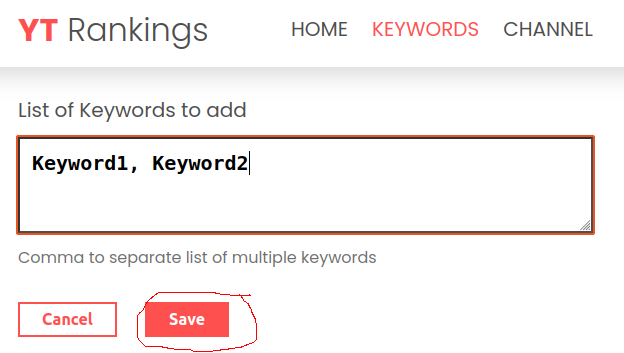 YT Rankings HOME KEYWORDS CHANNEL
List of Keywords to add
Keyword1, Keyword2
Comma to separate list of multiple keywords
Cancel Save